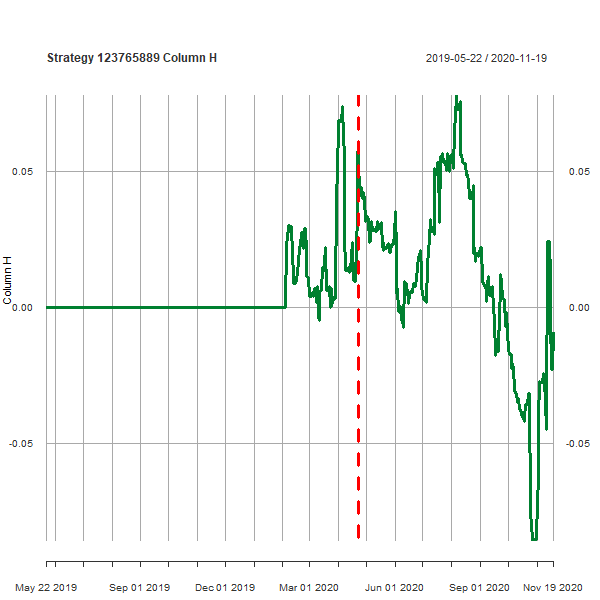 Strategy 123765889 Column H
2019-05-22 / 2020-11-19
0.05
0.05
0.00
0.00
-0.05
-0.05
Column H
May 22 2019
Sep 01 2019
Dec 01 2019
Mar 01 2020
Jun 01 2020
Sep 01 2020
Nov 19 2020